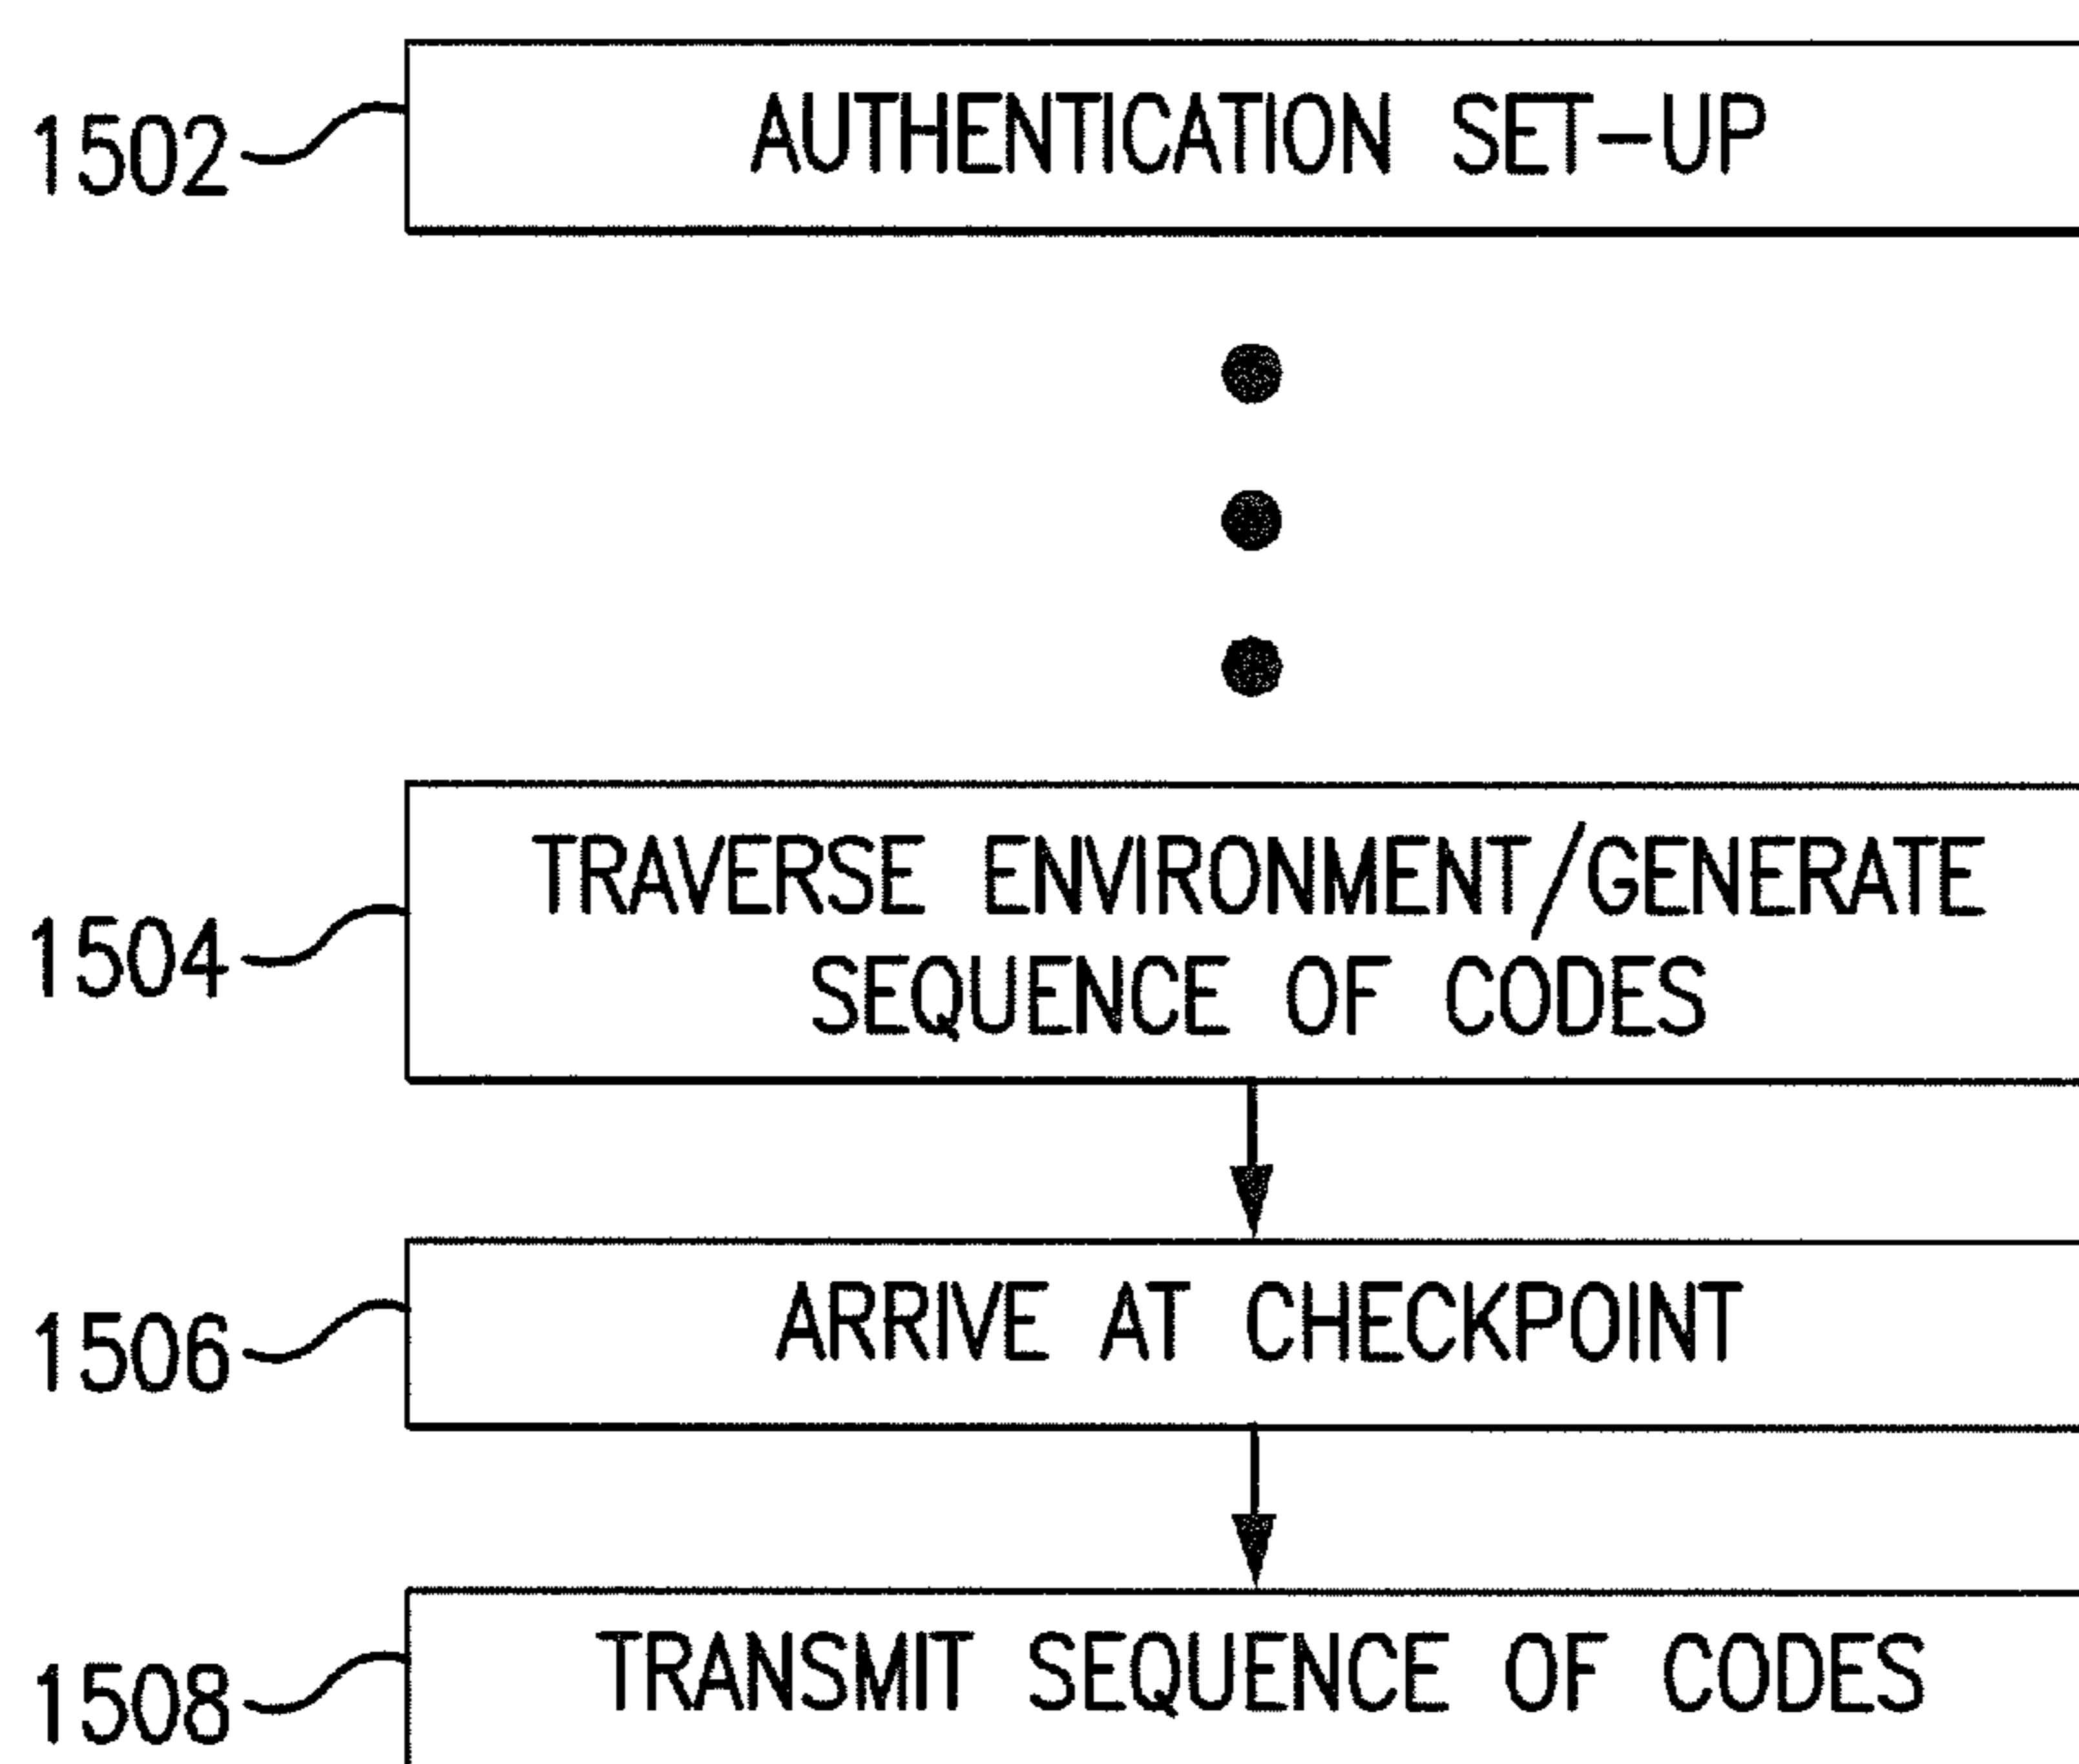 1502
AUTHENTICATION SET-UP
1504
TRAVERSE ENVIRONMENT/GENERATE
SEQUENCE OF CODES
1506
ARRIVE AT CHECKPOINT
1508
TRANSMIT SEQUENCE OF CODES